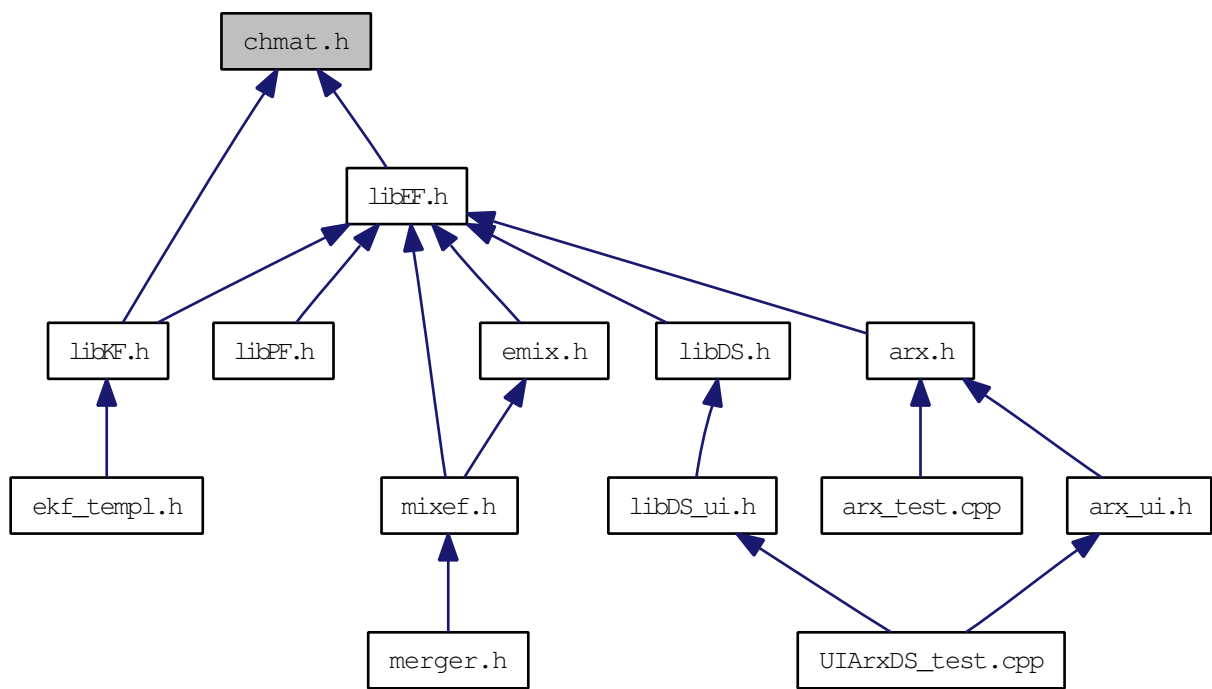 chmat.h
libEF.h
libKF.h
libPF.h
emix.h
libDS.h
arx.h
ekf_templ.h
mixef.h
libDS_ui.h
arx_test.cpp
arx_ui.h
merger.h
UIArxDS_test.cpp